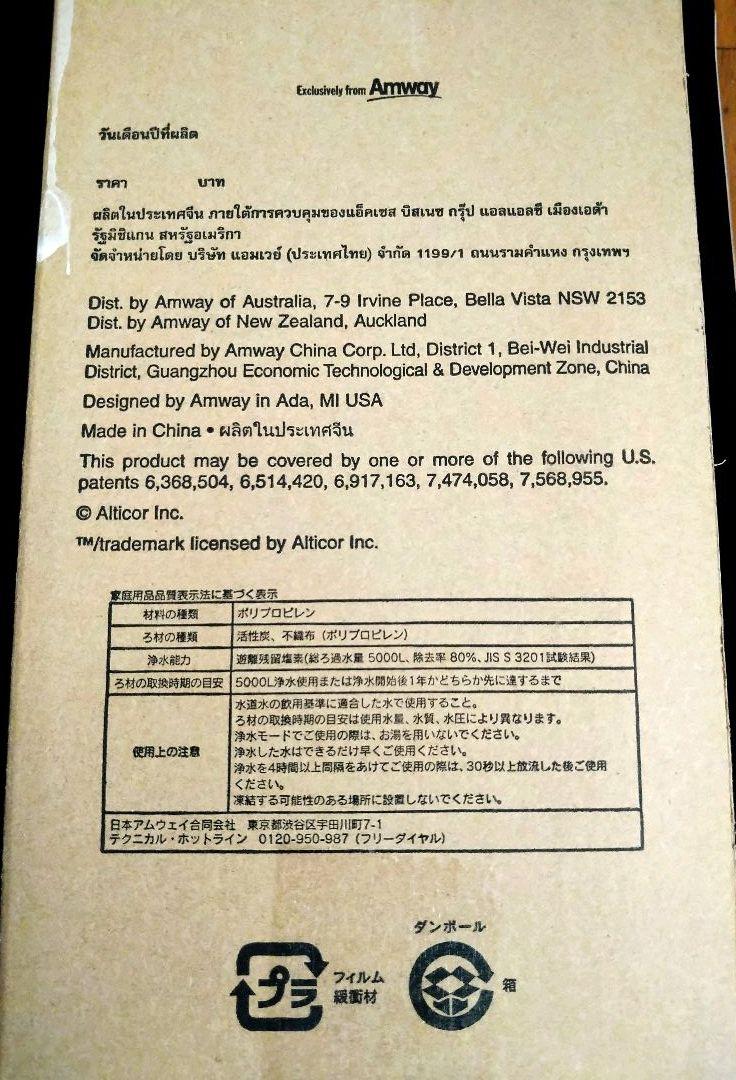 Exclusively from Amway
วันเดือนปีที่ผลิต
ราคา บาท
ผลิตในประเทศจีน ภายใต้การควบคุมของแอ็คเซส บิสเนซ กรุ๊ป แอลแอลซี เมืองเอด้า
รัฐมิชิแกน สหรัฐอเมริกา
จัดจำหน่ายโดย บริษัท แอมเวย์ (ประเทศไทย) จำกัด 1199/1 ถนนรามคำแหง กรุงเทพฯ
Dist. by Amway of Australia, 7-9 Irvine Place, Bella Vista NSW 2153
Dist. by Amway of New Zealand, Auckland
Manufactured by Amway China Corp. Ltd, District 1, Bei-Wei Industrial
District, Guangzhou Economic Technological & Development Zone, China
Designed by Amway in Ada, MI USA
Made in China • ผลิตในประเทศจีน
This product may be covered by one or more of the following U.S.
patents 6,368,504, 6,514,420, 6,917,163, 7,474,058, 7,568,955.
© Alticor Inc.
™/trademark licensed by Alticor Inc.
家庭用品品質表示法に基づく表示
材料の種類 ポリプロピレン
ろ材の種類 活性炭、不織布（ポリプロピレン）
浄水能力 遊離残留塩素(総ろ過水量 5000L、除去率 80%、JIS S 3201試験結果)
ろ材の取換時期の目安 5000L浄水使用または浄水開始後1年かどちらか先に達するまで
使用上の注意 水道水の飲用基準に適合した水で使用すること。
ろ材の取換時期の目安は使用水量、水質、水圧により異なります。
浄水モードでご使用の際は、お湯を用いないでください。
浄水した水はできるだけ早くご使用ください。
浄水を4時間以上間隔をあけてご使用の際は、30秒以上放流した後ご使用
ください。
凍結する可能性のある場所に設置しないでください。
日本アムウェイ合同会社 東京都渋谷区宇田川町7-1
テクニカル・ホットライン 0120-950-987（フリーダイヤル）
ダンボール
プラ フィルム
緩衝材
箱